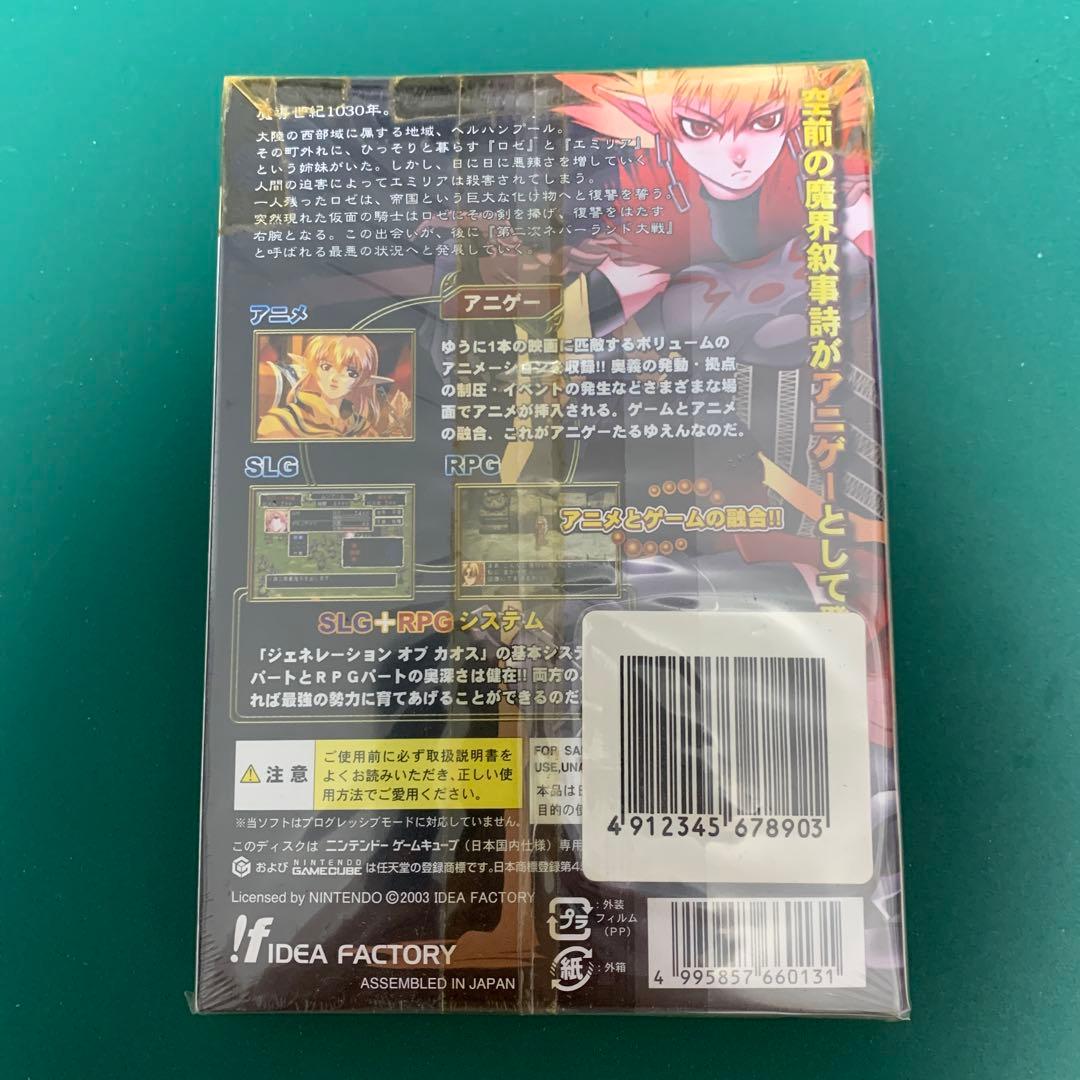 魔導世紀1030年。
大陸の西部域に属する地域、ヘルハンプール。
その町外れに、ひっそりと暮らす『ロゼ』と『エミリア』
という姉妹がいた。しかし、日に日に悪辣さを増していく
人間の迫害によってエミリアは殺害されてしまう。
一人残ったロゼは、帝国という巨大な化け物へと復讐を誓う。
突然現れた仮面の騎士はロゼにその剣を捧げ、復讐をはたす
右腕となる。この出会いが、後に『第二次ネバーランド大戦』
と呼ばれる最悪の状況へと発展していく。
空前の魔界叙事詩がアニゲーとして
アニメ
アニゲー
ゆうに1本の映画に匹敵するボリュームの
アニメーションを収録!! 奥義の発動・拠点
の制圧・イベントの発生などさまざまな場
面でアニメが挿入される。ゲームとアニメ
の融合、これがアニゲーたるゆえんなのだ。
SLG
RPG
アニメとゲームの融合!!
SLG+RPG システム
「ジェネレーション オブ カオス」の基本シス
パートとRPGパートの奥深さは健在!! 両方の
れば最強の勢力に育てあげることができるのだ
注意
ご使用前に必ず取扱説明書を
よくお読みいただき、正しい使
用方法でご愛用ください。
FOR SA
USE,UNA
本品は
目的の使
※当ソフトはプログレッシブモードに対応していません。
このディスクは ニンテンドー ゲームキューブ (日本国内仕様) 専用
および NINTENDO GAMECUBE は任天堂の登録商標です。日本商標登録第4
Licensed by NINTENDO ©2003 IDEA FACTORY
!f IDEA FACTORY
ASSEMBLED IN JAPAN
プラ
:外装
フィルム
(PP)
紙
:外箱
4 912345 678903
4 995857 660131